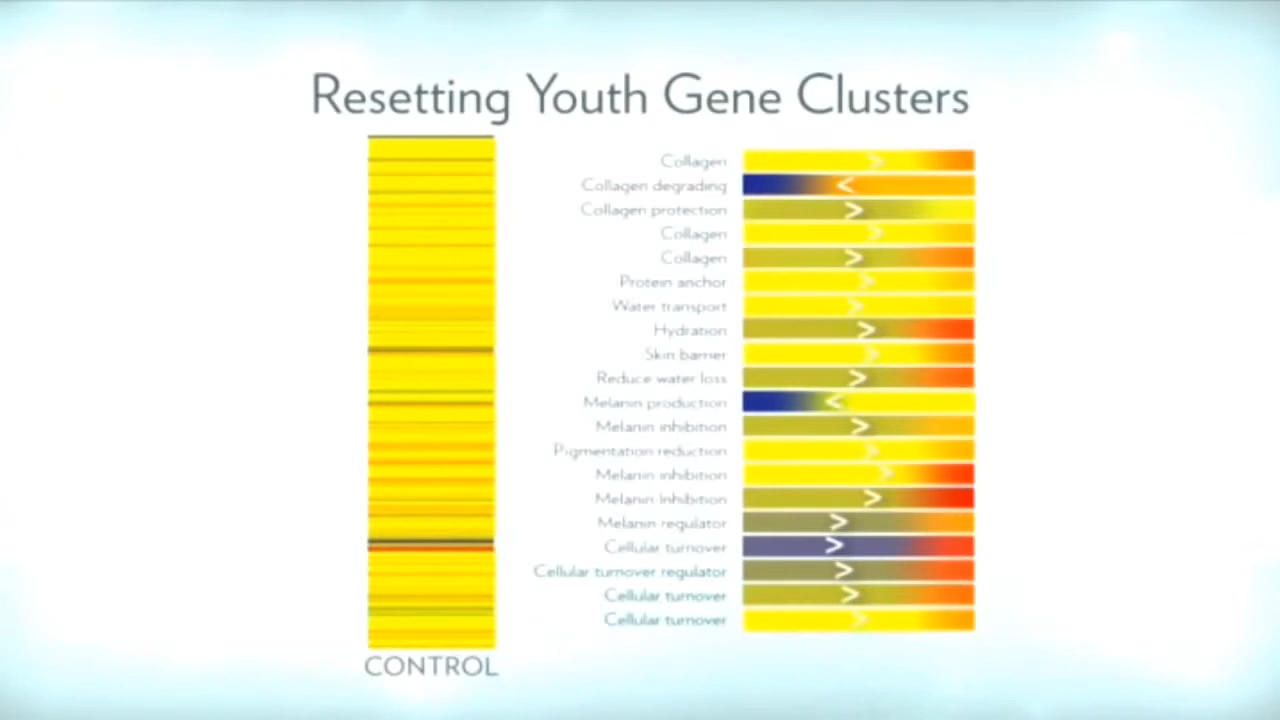 Resetting Youth Gene Clusters
Collagen
Collagen degrading
Collagen protection
Collagen
Collagen
Protein anchor
Water transport
Hydration
Skin barrier
Reduce water loss
Melanin production
Melanin inhibition
Pigmentation reduction
Melanin inhibition
Melanin Inhibition
Melanin regulator
Cellular turnover
Cellular turnover regulator
Cellular turnover
Cellular turnover
CONTROL